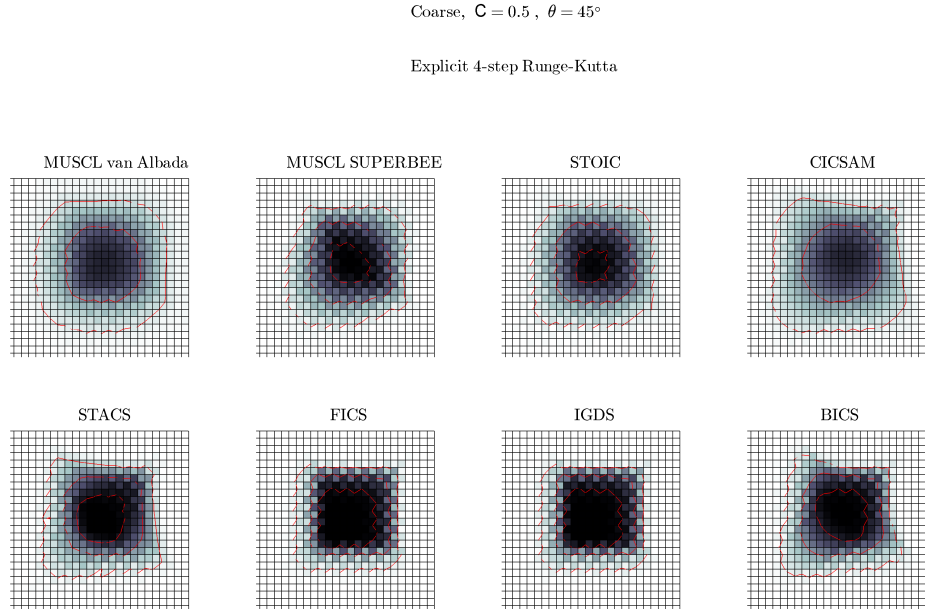 Coarse, C = 0.5 , θ = 45°
Explicit 4-step Runge-Kutta
MUSCL van Albada
MUSCL SUPERBEE
STOIC
CICSAM
STACS
FICS
IGDS
BICS